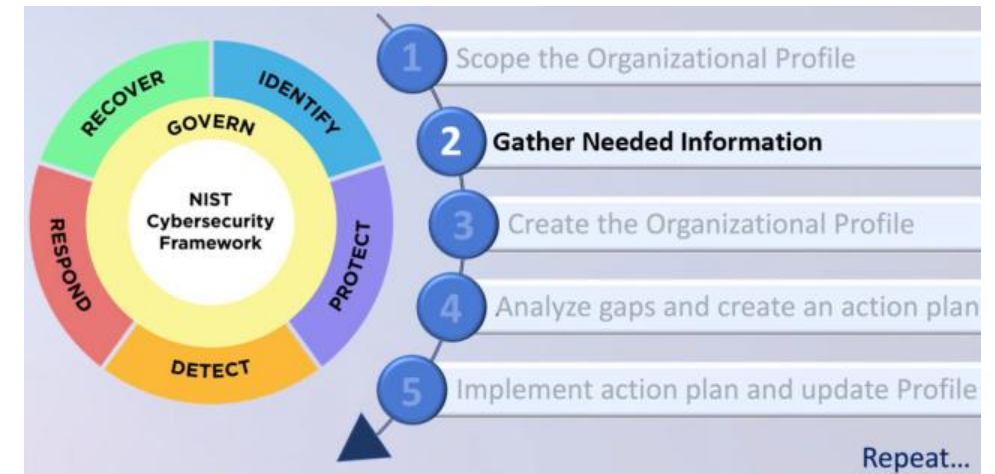 RECOVER
IDENTIFY
GOVERN
NIST
Cybersecurity
Framework
RESPOND
PROTECT
DETECT
1 Scope the Organizational Profile
2 Gather Needed Information
3 Create the Organizational Profile
4 Analyze gaps and create an action plan
5 Implement action plan and update Profile
Repeat...